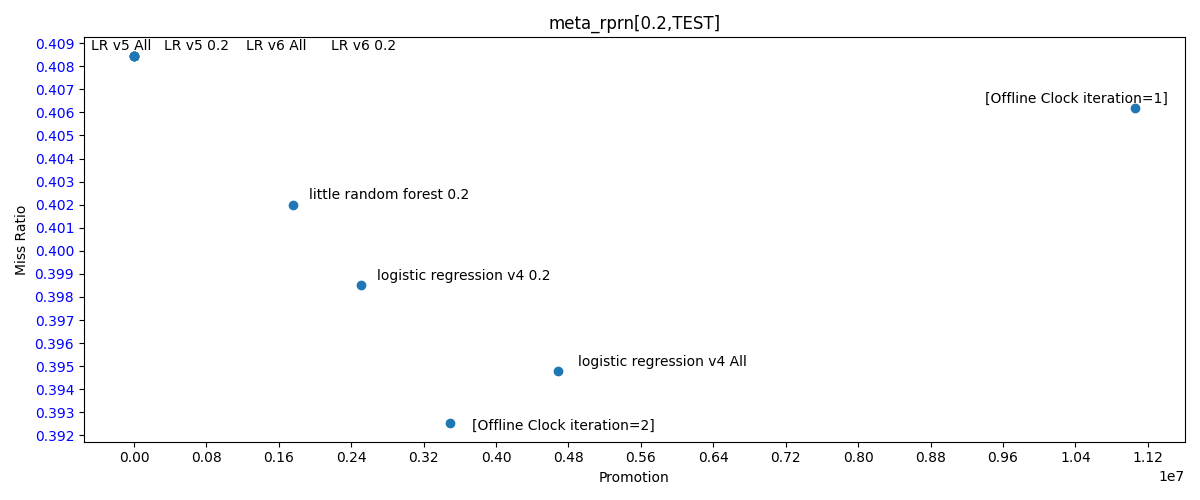 meta_rprn[0.2,TEST]
0.409
0.408
0.407
0.406
0.405
0.404
0.403
0.402
0.401
0.400
0.399
0.398
0.397
0.396
0.395
0.394
0.393
0.392
Miss Ratio
LR v5 All LR v5 0.2 LR v6 All LR v6 0.2
[Offline Clock iteration=1]
little random forest 0.2
logistic regression v4 0.2
logistic regression v4 All
[Offline Clock iteration=2]
0.00 0.08 0.16 0.24 0.32 0.40 0.48 0.56 0.64 0.72 0.80 0.88 0.96 1.04 1.12
1e7
Promotion